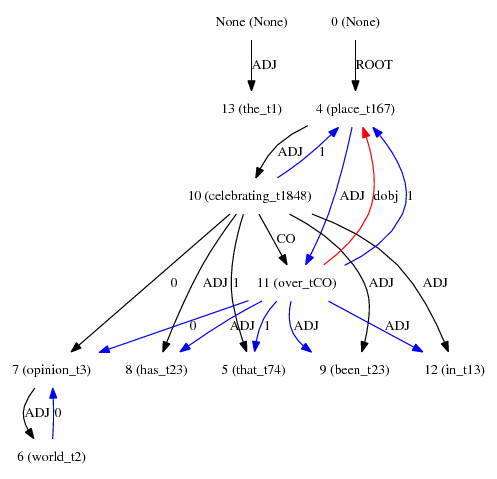 None (None) 0 (None)
ADJ ROOT
13 (the_t1) 4 (place_t167)
ADJ 1 ADJ dobj 1
10 (celebrating_t1848)
CO
0 ADJ 1 11 (over_tCO) ADJ ADJ
0 ADJ 1 ADJ ADJ
7 (opinion_t3) 8 (has_t23) 5 (that_t74) 9 (been_t23) 12 (in_t13)
ADJ 0
6 (world_t2)